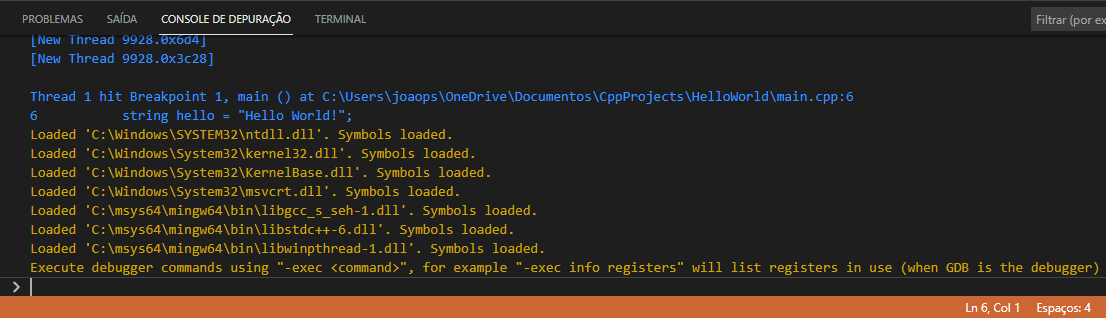 PROBLEMAS SAÍDA CONSOLE DE DEPURAÇÃO TERMINAL Filtrar (por ex
[New Thread 9928.0x6d4]
[New Thread 9928.0x3c28]
Thread 1 hit Breakpoint 1, main () at C:\Users\joaops\OneDrive\Documentos\CppProjects\HelloWorld\main.cpp:6
6 string hello = "Hello World!";
Loaded 'C:\Windows\SYSTEM32\ntdll.dll'. Symbols loaded.
Loaded 'C:\Windows\System32\kernel32.dll'. Symbols loaded.
Loaded 'C:\Windows\System32\KernelBase.dll'. Symbols loaded.
Loaded 'C:\Windows\System32\msvcrt.dll'. Symbols loaded.
Loaded 'C:\msys64\mingw64\bin\libgcc_s_seh-1.dll'. Symbols loaded.
Loaded 'C:\msys64\mingw64\bin\libstdc++-6.dll'. Symbols loaded.
Loaded 'C:\msys64\mingw64\bin\libwinpthread-1.dll'. Symbols loaded.
Execute debugger commands using "-exec <command>", for example "-exec info registers" will list registers in use (when GDB is the debugger)
>
Ln 6, Col 1 Espaços: 4